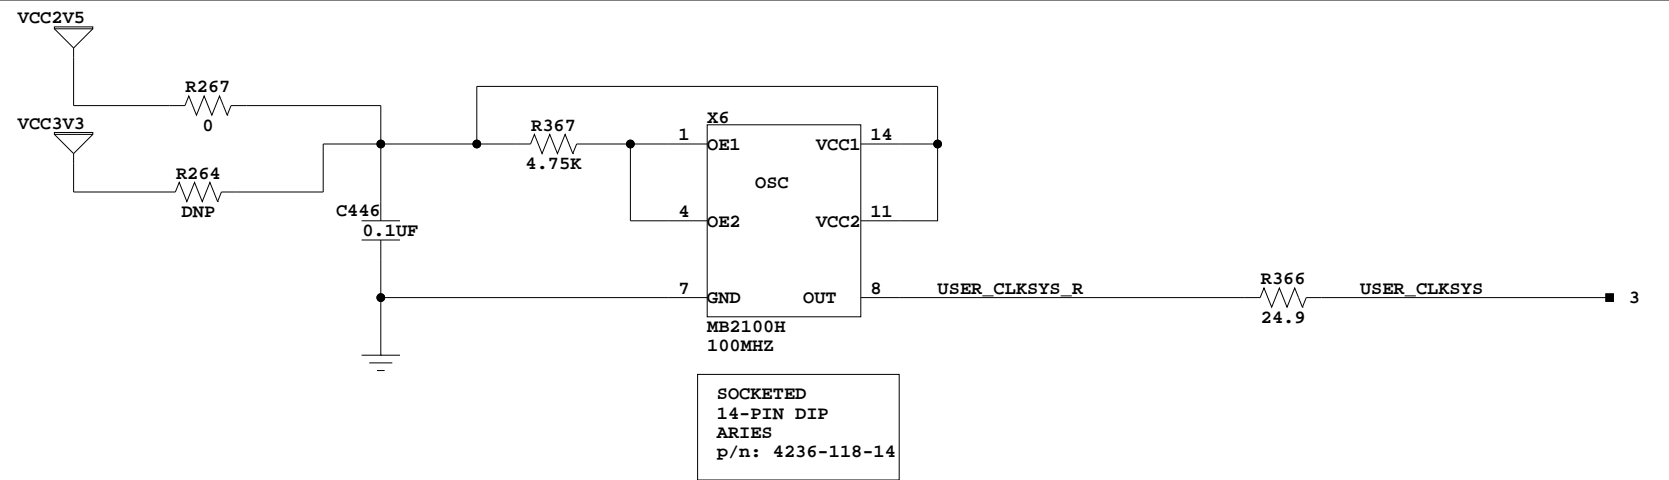 VCC2V5
R267
0
VCC3V3
R264
DNP
C446
0.1UF
R367
4.75K
X6
1
OE1
VCC1
14
OSC
4
OE2
VCC2
11
7
GND
OUT
8
USER_CLKSYS_R
R366
24.9
USER_CLKSYS
3
MB2100H
100MHZ
SOCKETED
14-PIN DIP
ARIES
p/n: 4236-118-14